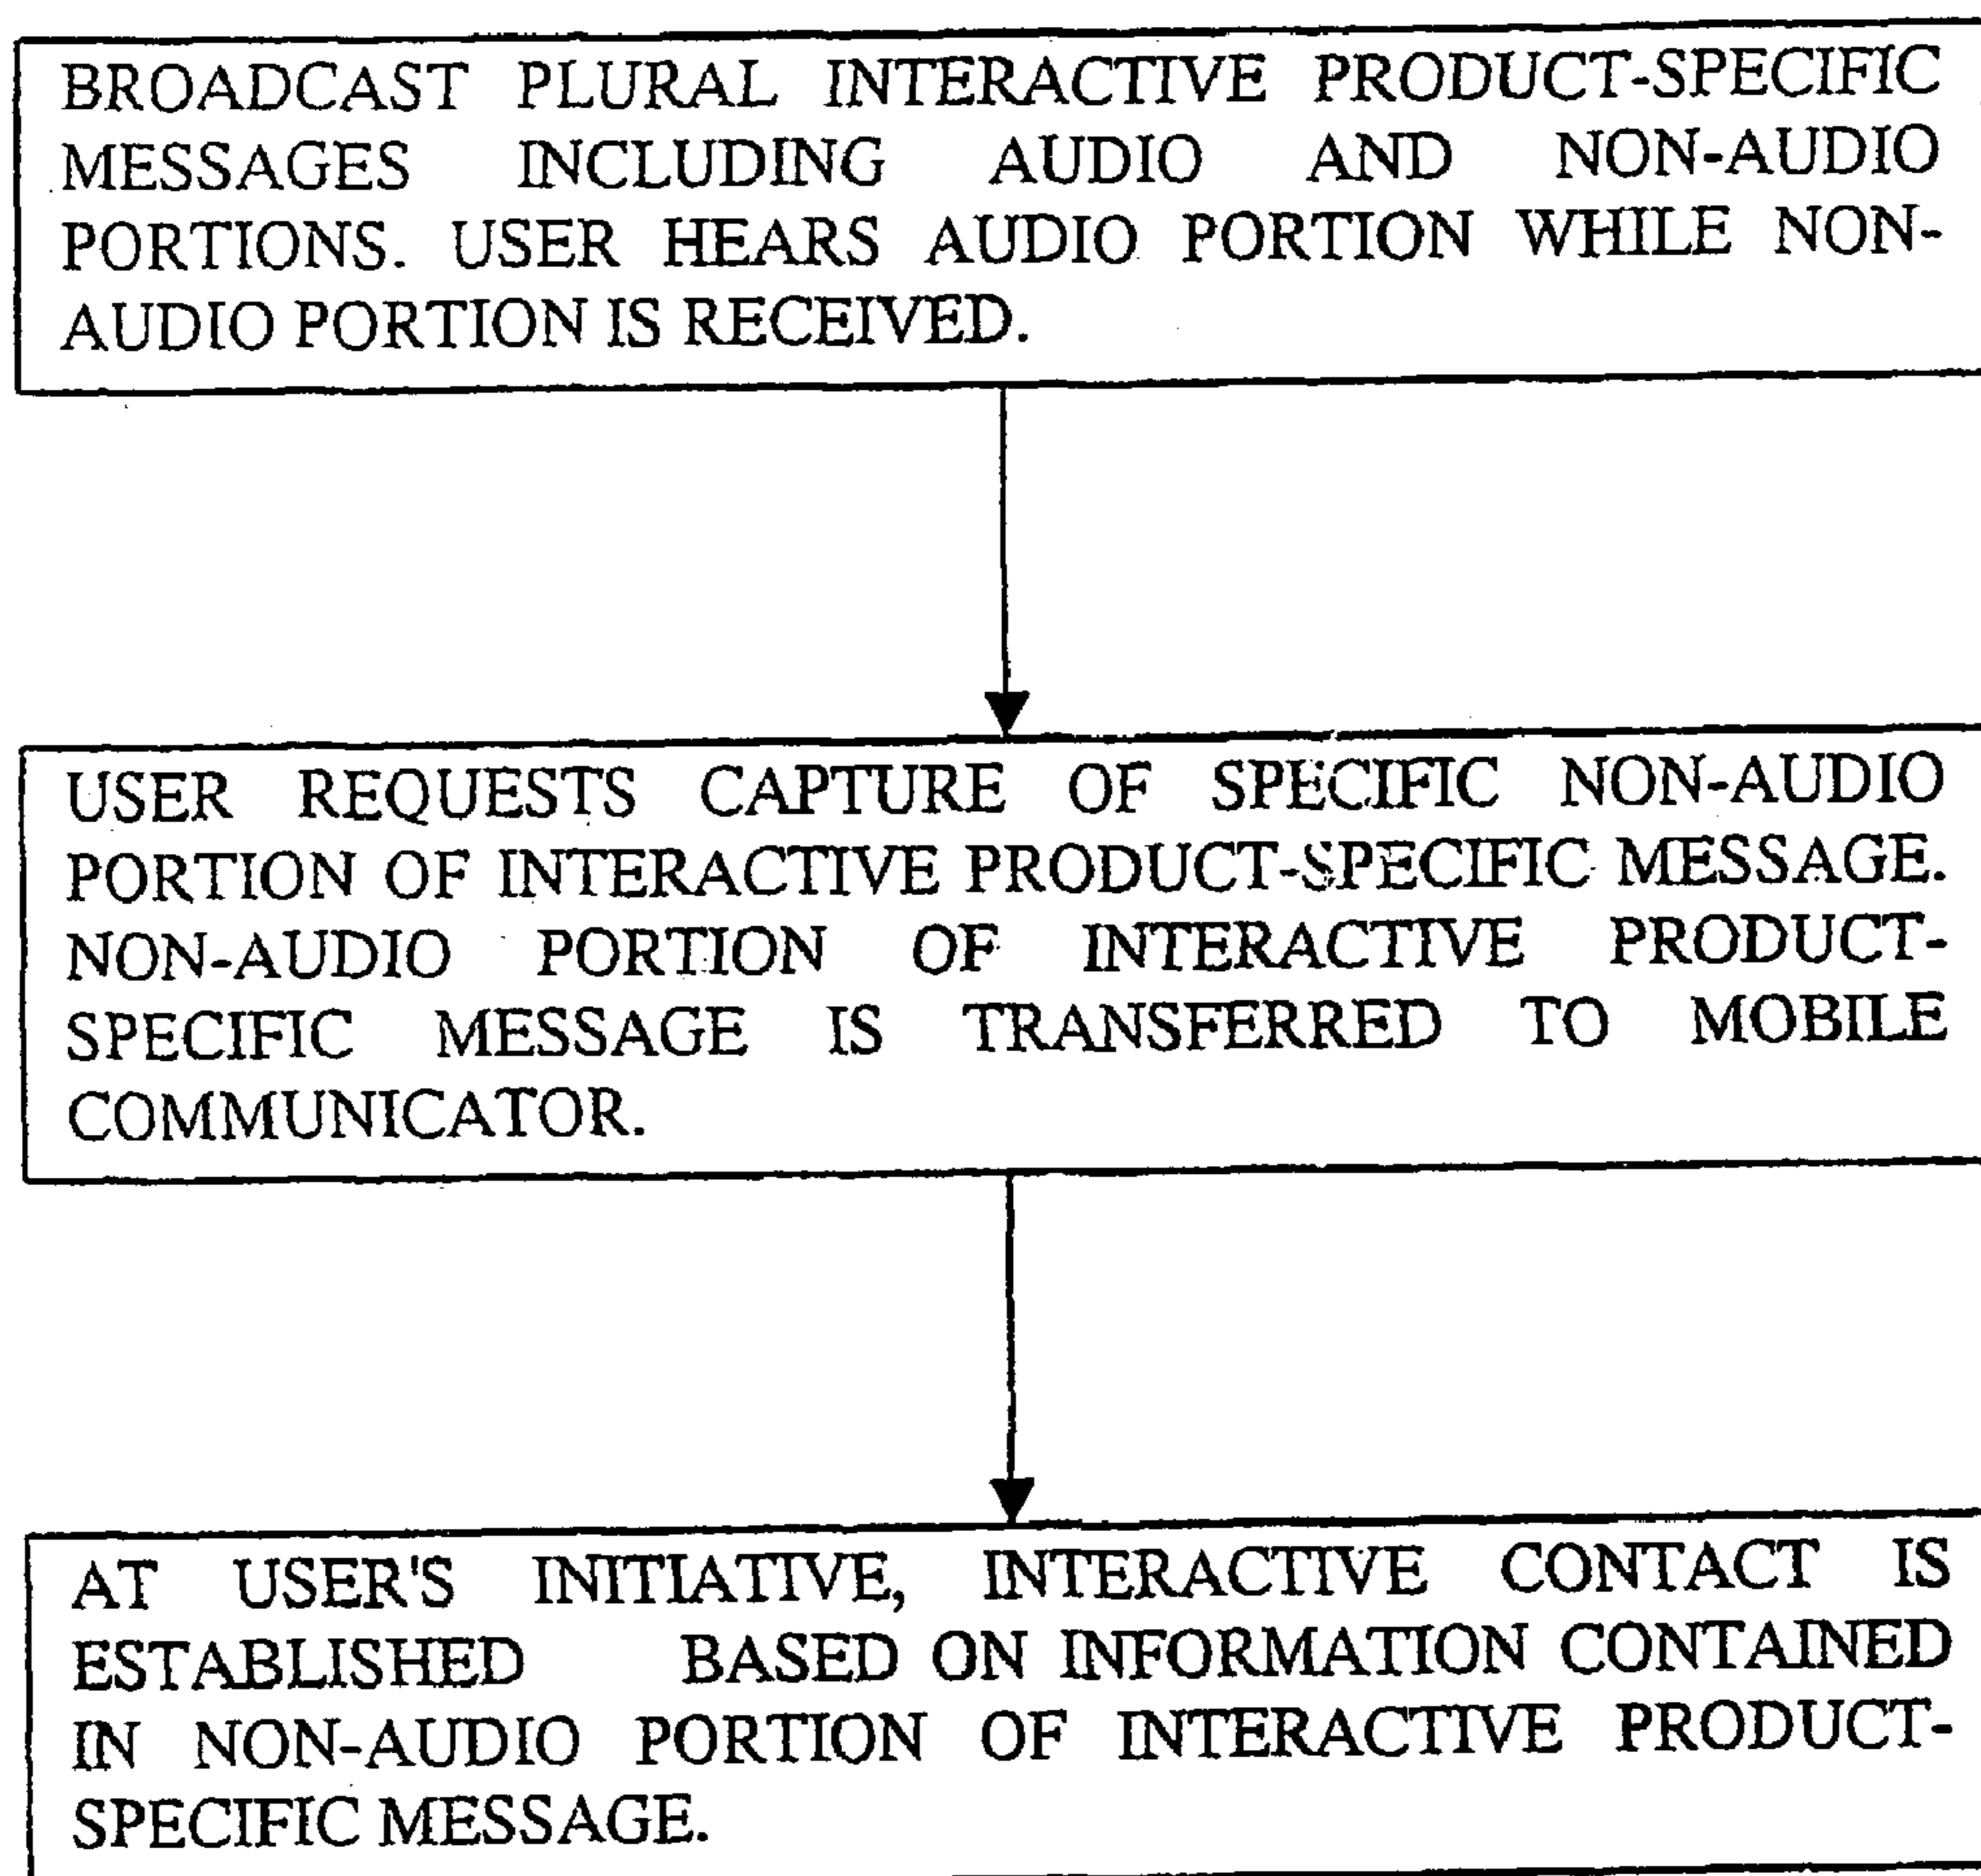 BROADCAST PLURAL INTERACTIVE PRODUCT-SPECIFIC
MESSAGES INCLUDING AUDIO AND NON-AUDIO
PORTIONS. USER HEARS AUDIO PORTION WHILE NON-
AUDIO PORTION IS RECEIVED.
USER REQUESTS CAPTURE OF SPECIFIC NON-AUDIO
PORTION OF INTERACTIVE PRODUCT-SPECIFIC MESSAGE.
NON-AUDIO PORTION OF INTERACTIVE PRODUCT-
SPECIFIC MESSAGE IS TRANSFERRED TO MOBILE
COMMUNICATOR.
AT USER'S INITIATIVE, INTERACTIVE CONTACT IS
ESTABLISHED BASED ON INFORMATION CONTAINED
IN NON-AUDIO PORTION OF INTERACTIVE PRODUCT-
SPECIFIC MESSAGE.